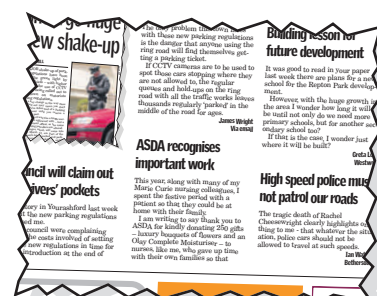 huge
ew shake-up
ncil will claim out
ivers' pockets
tory in Yourashford last week
t the new parking regulations
ed me.
council were complaining
the costs involved of setting
new regulations in time for
introduction at the end of
with these new parking regulations
is the danger that anyone using the
ring road will find themselves get-
ting a parking ticket.
If CCTV cameras are to be used to
spot those cars stopping where they
are not allowed to, the regular
queues and hold-ups on the ring
road with all the traffic works leaves
thousands regularly 'parked' in the
middle of the road for ages.
James Wright
Via email
ASDA recognises
important work
This year, along with many of my
Marie Curie nursing colleagues, I
spent the festive period with a
patient so that they could be at
home with their family.
I am writing to say thank you to
ASDA for kindly donating 250 gifts
– luxury bouquets of flowers and an
Olay Complete Moisturiser – to
nurses, like me, who gave up time
with their own families so that
Building lesson for
future development
It was good to read in your paper
last week there are plans for a ne
school for the Repton Park develop-
ment.
However, with the huge growth i
the area I wonder how long it will
be until not only do we need more
primary schools, but for another sec
ondary school too?
If that is the case, I wonder just
where it will be built?
Greta L
Westw
High speed police mus
not patrol our roads
The tragic death of Rachel
Cheesewright clearly highlights o
thing to me - that whatever the situ
ation, police cars should not be
allowed to travel at such speeds.
Ian Wa
Bethers